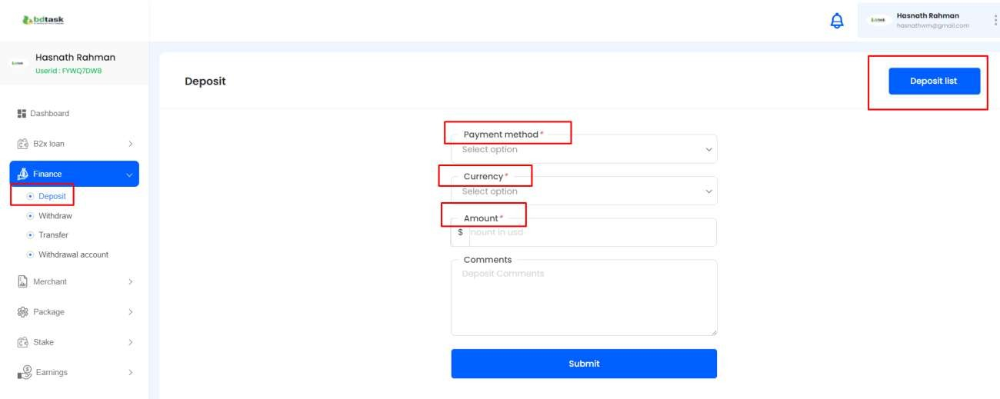 bdtask
Hasnath Rahman
hasnathwm@gmail.com
Hasnath Rahman
Userid : FYWQ7DWB
Dashboard
B2x loan
Finance
Deposit
Withdraw
Transfer
Withdrawal account
Merchant
Package
Stake
Earnings
Deposit
Deposit list
Payment method *
Select option
Currency *
Select option
Amount *
$ mount in usd
Comments
Deposit Comments
Submit